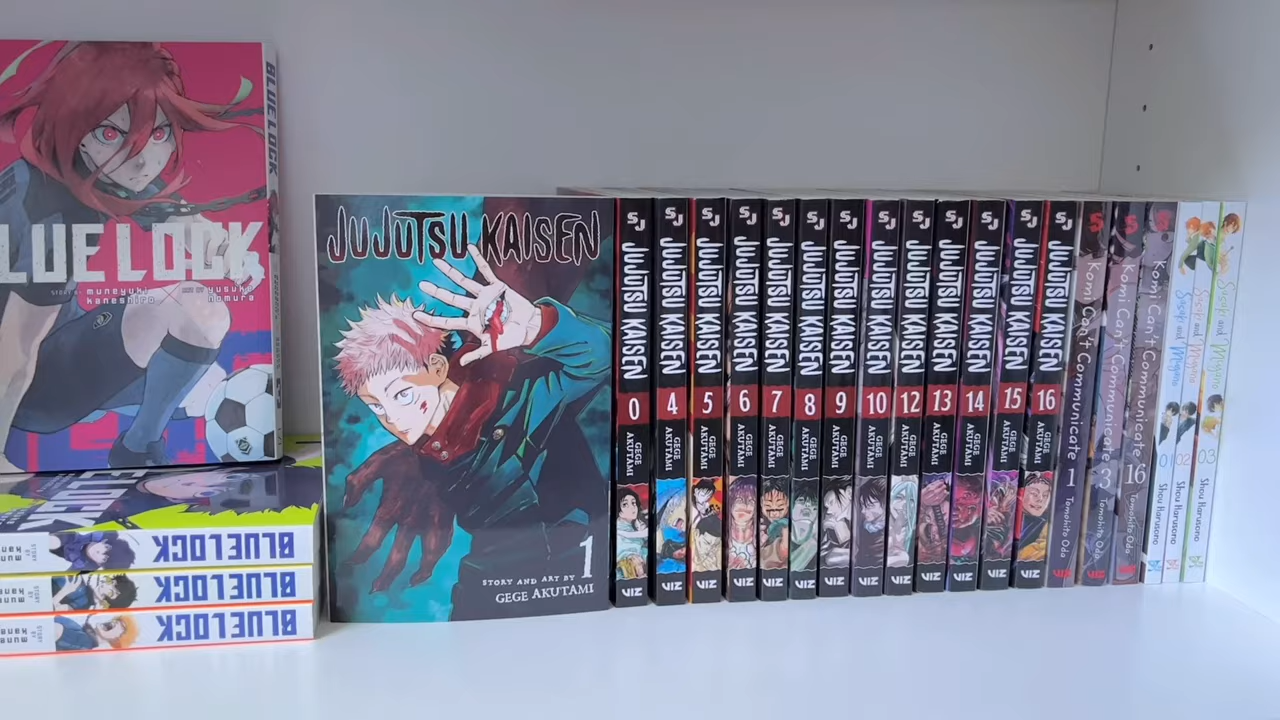 LUE LOCK
STORY BY muneyuki kaneshiro
ART BY yusuke nomura
BLUE LOCK
BLUELOCK
BLUELOCK
BLUELOCK
JUJUTSU KAISEN
1
STORY AND ART BY
GEGE AKUTAMI
SJ JUJUTSU KAISEN 0 GEGE AKUTAMI VIZ
SJ JUJUTSU KAISEN 4 GEGE AKUTAMI VIZ
SJ JUJUTSU KAISEN 5 GEGE AKUTAMI VIZ
SJ JUJUTSU KAISEN 6 GEGE AKUTAMI VIZ
SJ JUJUTSU KAISEN 7 GEGE AKUTAMI VIZ
SJ JUJUTSU KAISEN 8 GEGE AKUTAMI VIZ
SJ JUJUTSU KAISEN 9 GEGE AKUTAMI VIZ
SJ JUJUTSU KAISEN 10 GEGE AKUTAMI VIZ
SJ JUJUTSU KAISEN 12 GEGE AKUTAMI VIZ
SJ JUJUTSU KAISEN 13 GEGE AKUTAMI VIZ
SJ JUJUTSU KAISEN 14 GEGE AKUTAMI VIZ
SJ JUJUTSU KAISEN 15 GEGE AKUTAMI VIZ
SJ JUJUTSU KAISEN 16 GEGE AKUTAMI VIZ
Komi Can't Communicate 1 Tomohito Oda
Komi Can't Communicate 3 Tomohito Oda
Komi Can't Communicate 16 Tomohito Oda
Sasaki and Miyano 01 Shou Harusono
Sasaki and Miyano 02 Shou Harusono
Sasaki and Miyano 03 Shou Harusono